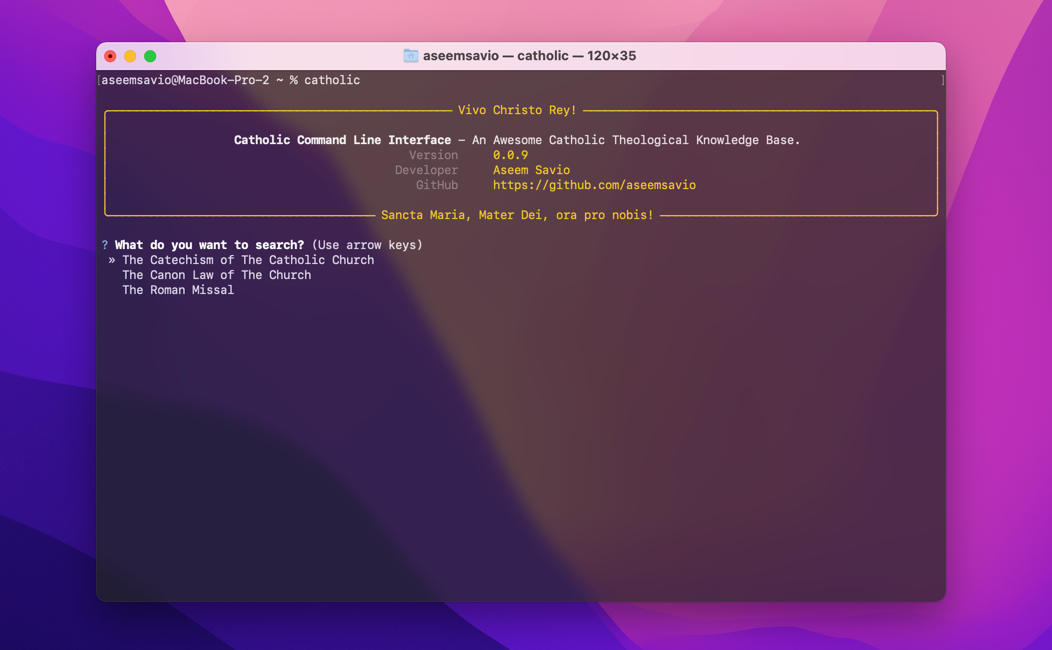 aseemsavio — catholic — 120×35
[aseemsavio@MacBook-Pro-2 ~ % catholic ]
Vivo Christo Rey!
Catholic Command Line Interface – An Awesome Catholic Theological Knowledge Base.
Version 0.0.9
Developer Aseem Savio
GitHub https://github.com/aseemsavio
Sancta Maria, Mater Dei, ora pro nobis!
? What do you want to search? (Use arrow keys)
» The Catechism of The Catholic Church
The Canon Law of The Church
The Roman Missal